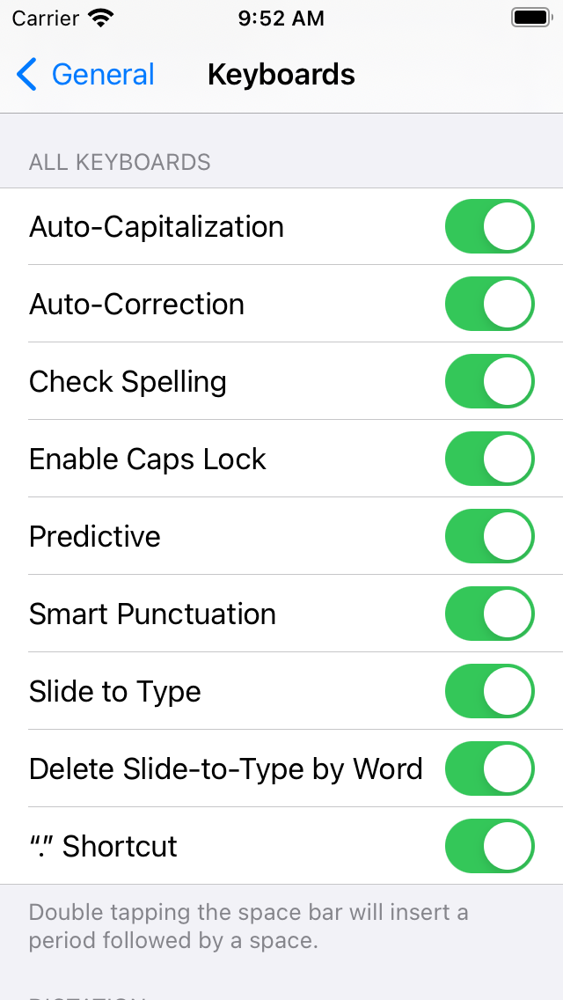 Carrier 9:52 AM
General Keyboards
ALL KEYBOARDS
Auto-Capitalization
Auto-Correction
Check Spelling
Enable Caps Lock
Predictive
Smart Punctuation
Slide to Type
Delete Slide-to-Type by Word
“.” Shortcut
Double tapping the space bar will insert a
period followed by a space.
DICTATION